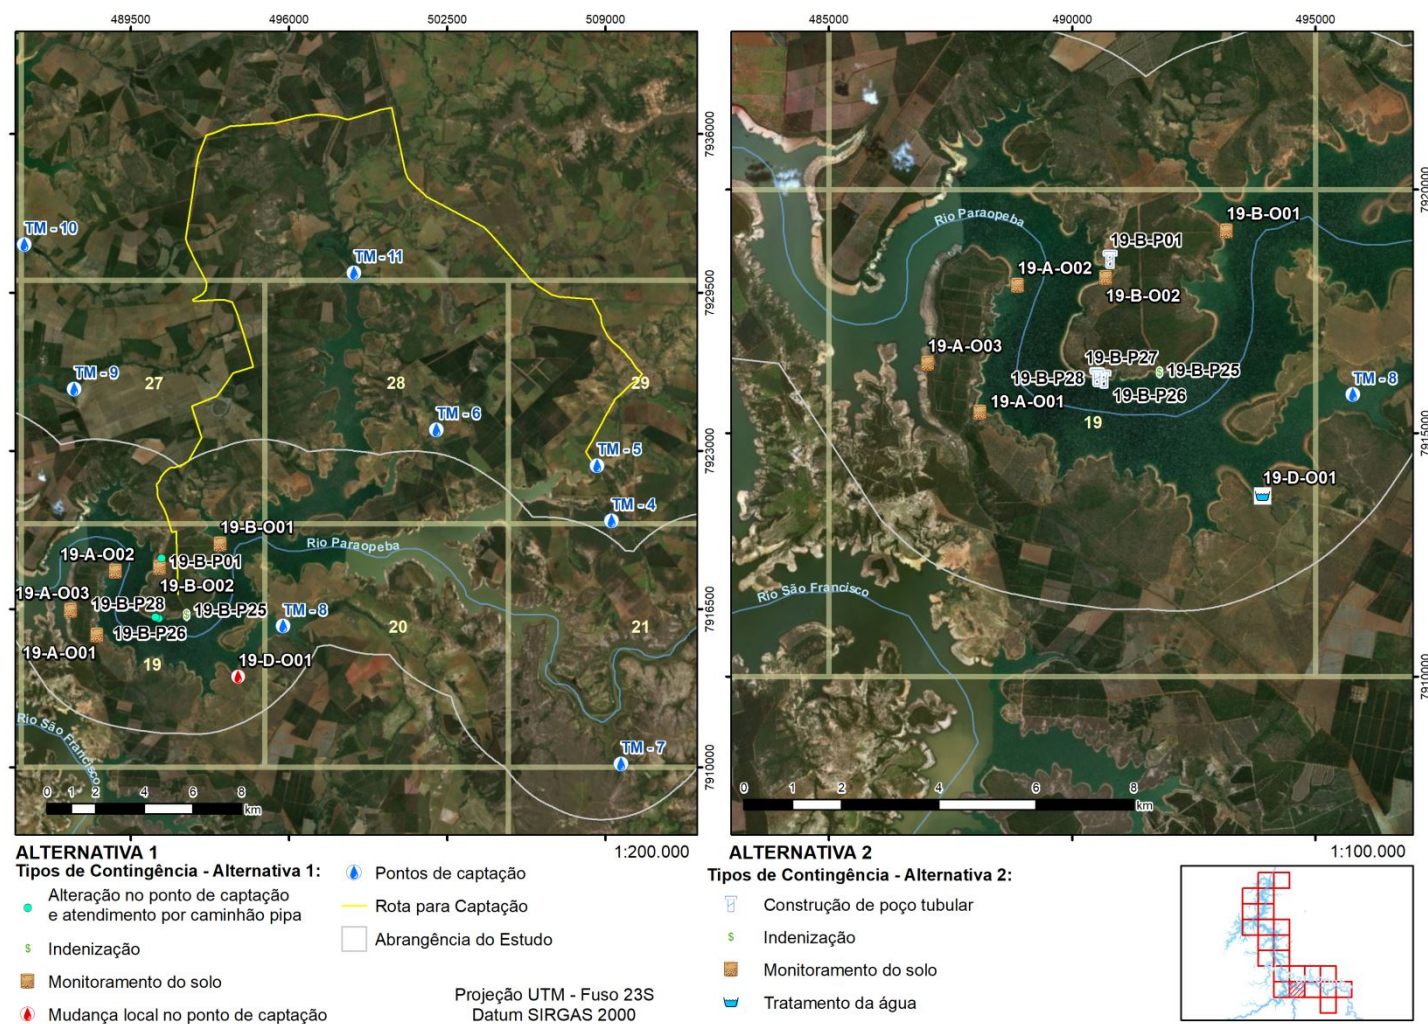 489500
496000
502500
509000
7936000
7929500
7923000
7916500
7910000
TM - 10
TM - 11
TM - 9
27
28
29
TM - 6
TM - 5
TM - 4
19-B-O01
Rio Paraopeba
19-A-O02
19-B-P01
19-B-O02
19-A-O03
19-B-P28
19-B-P25
TM - 8
19-B-P26
20
21
19-A-O01
19
19-D-O01
Rio São Francisco
TM - 7
0 1 2 4 6 8
km
485000
490000
495000
7920000
7915000
7910000
Rio Paraopeba
19-B-O01
19-B-P01
19-A-O02
19-B-O02
19-A-O03
19-B-P27
19-B-P25
19-B-P28
19-B-P26
TM - 8
19-A-O01
19
19-D-O01
Rio São Francisco
0 1 2 4 6 8
km
ALTERNATIVA 1
1:200.000
Tipos de Contingência - Alternativa 1:
Alteração no ponto de captação
e atendimento por caminhão pipa
Indenização
Monitoramento do solo
Mudança local no ponto de captação
Pontos de captação
Rota para Captação
Abrangência do Estudo
Projeção UTM - Fuso 23S
Datum SIRGAS 2000
ALTERNATIVA 2
1:100.000
Tipos de Contingência - Alternativa 2:
Construção de poço tubular
Indenização
Monitoramento do solo
Tratamento da água